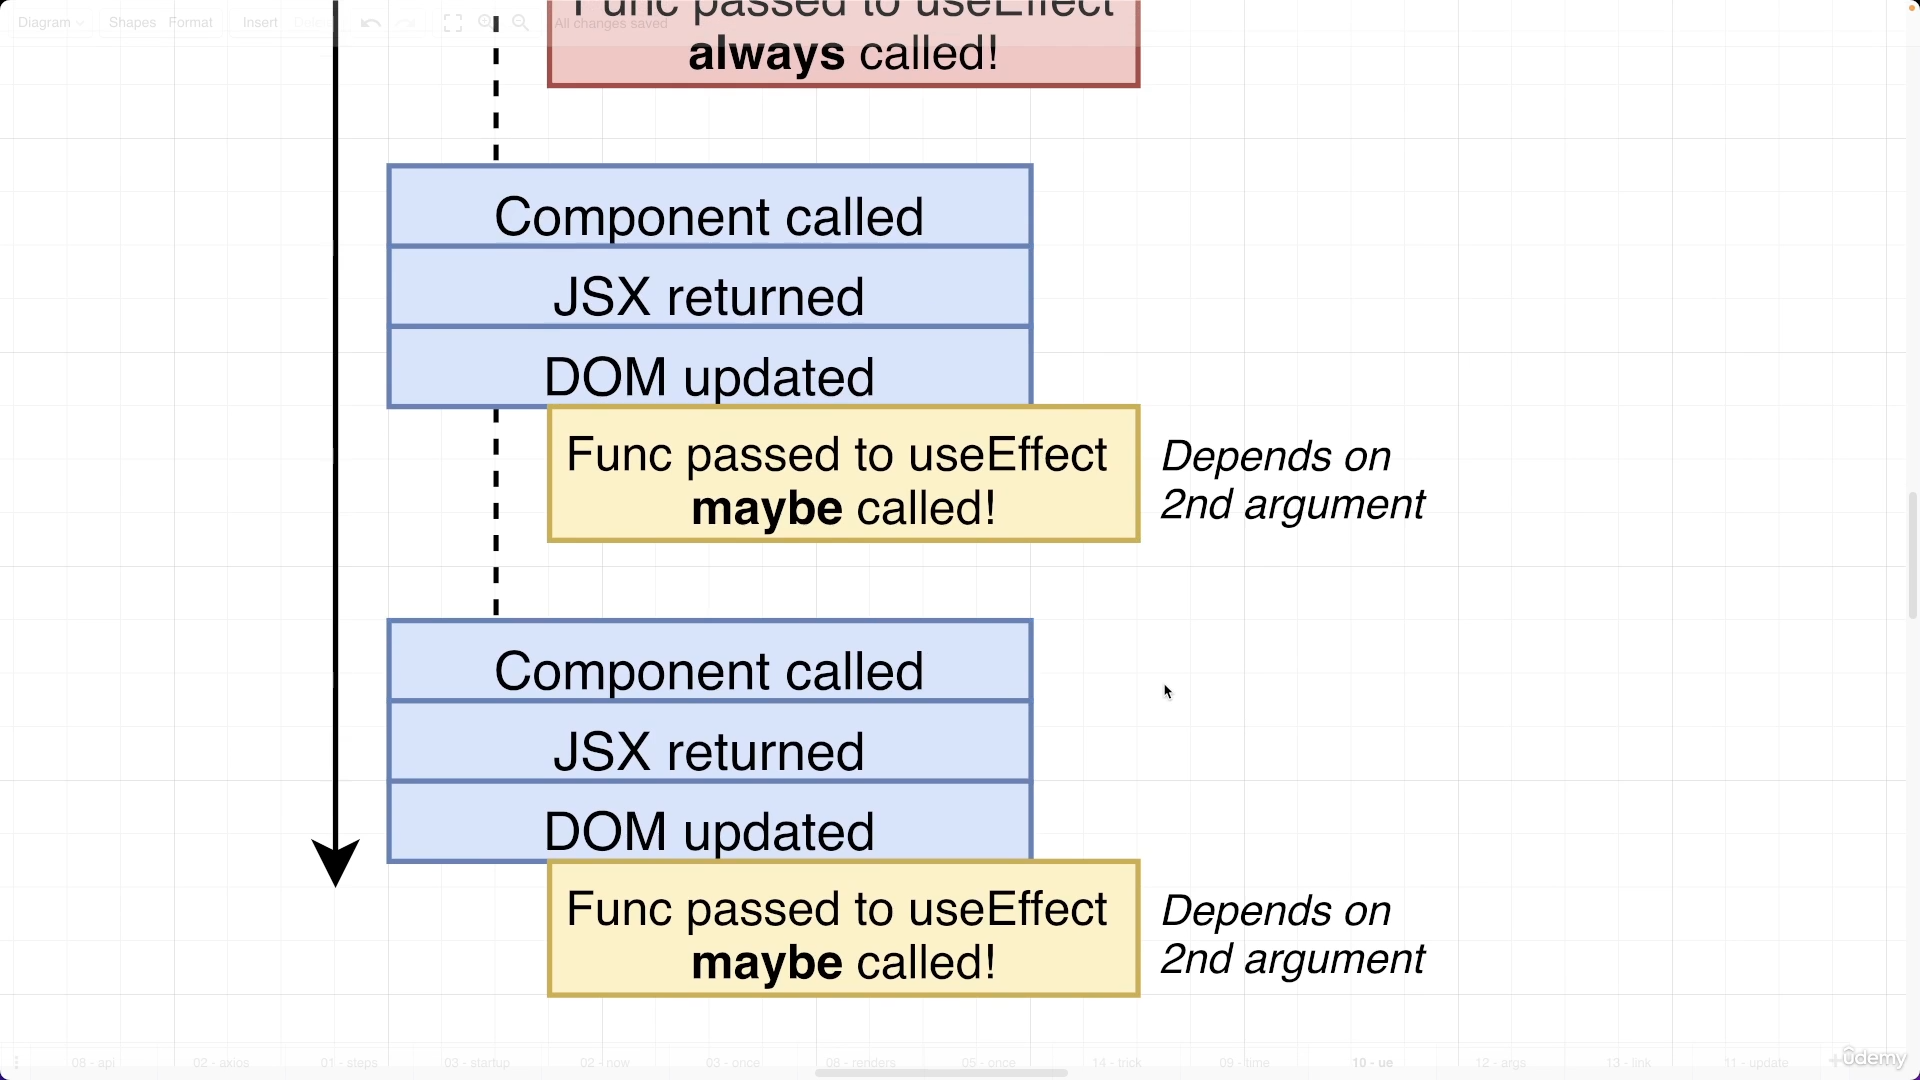 Diagram Shapes Format Insert Delete All changes saved
Func passed to useEffect
always called!
Component called
JSX returned
DOM updated
Func passed to useEffect
maybe called!
Depends on
2nd argument
Component called
JSX returned
DOM updated
Func passed to useEffect
maybe called!
Depends on
2nd argument
08 - api 02 - axios 01 - steps 03 - startup 02 - now 03 - once 08 - renders 05 - once 14 - trick 09 - time 10 - ue 12 - args 13 - link 11 - update
ûdemy